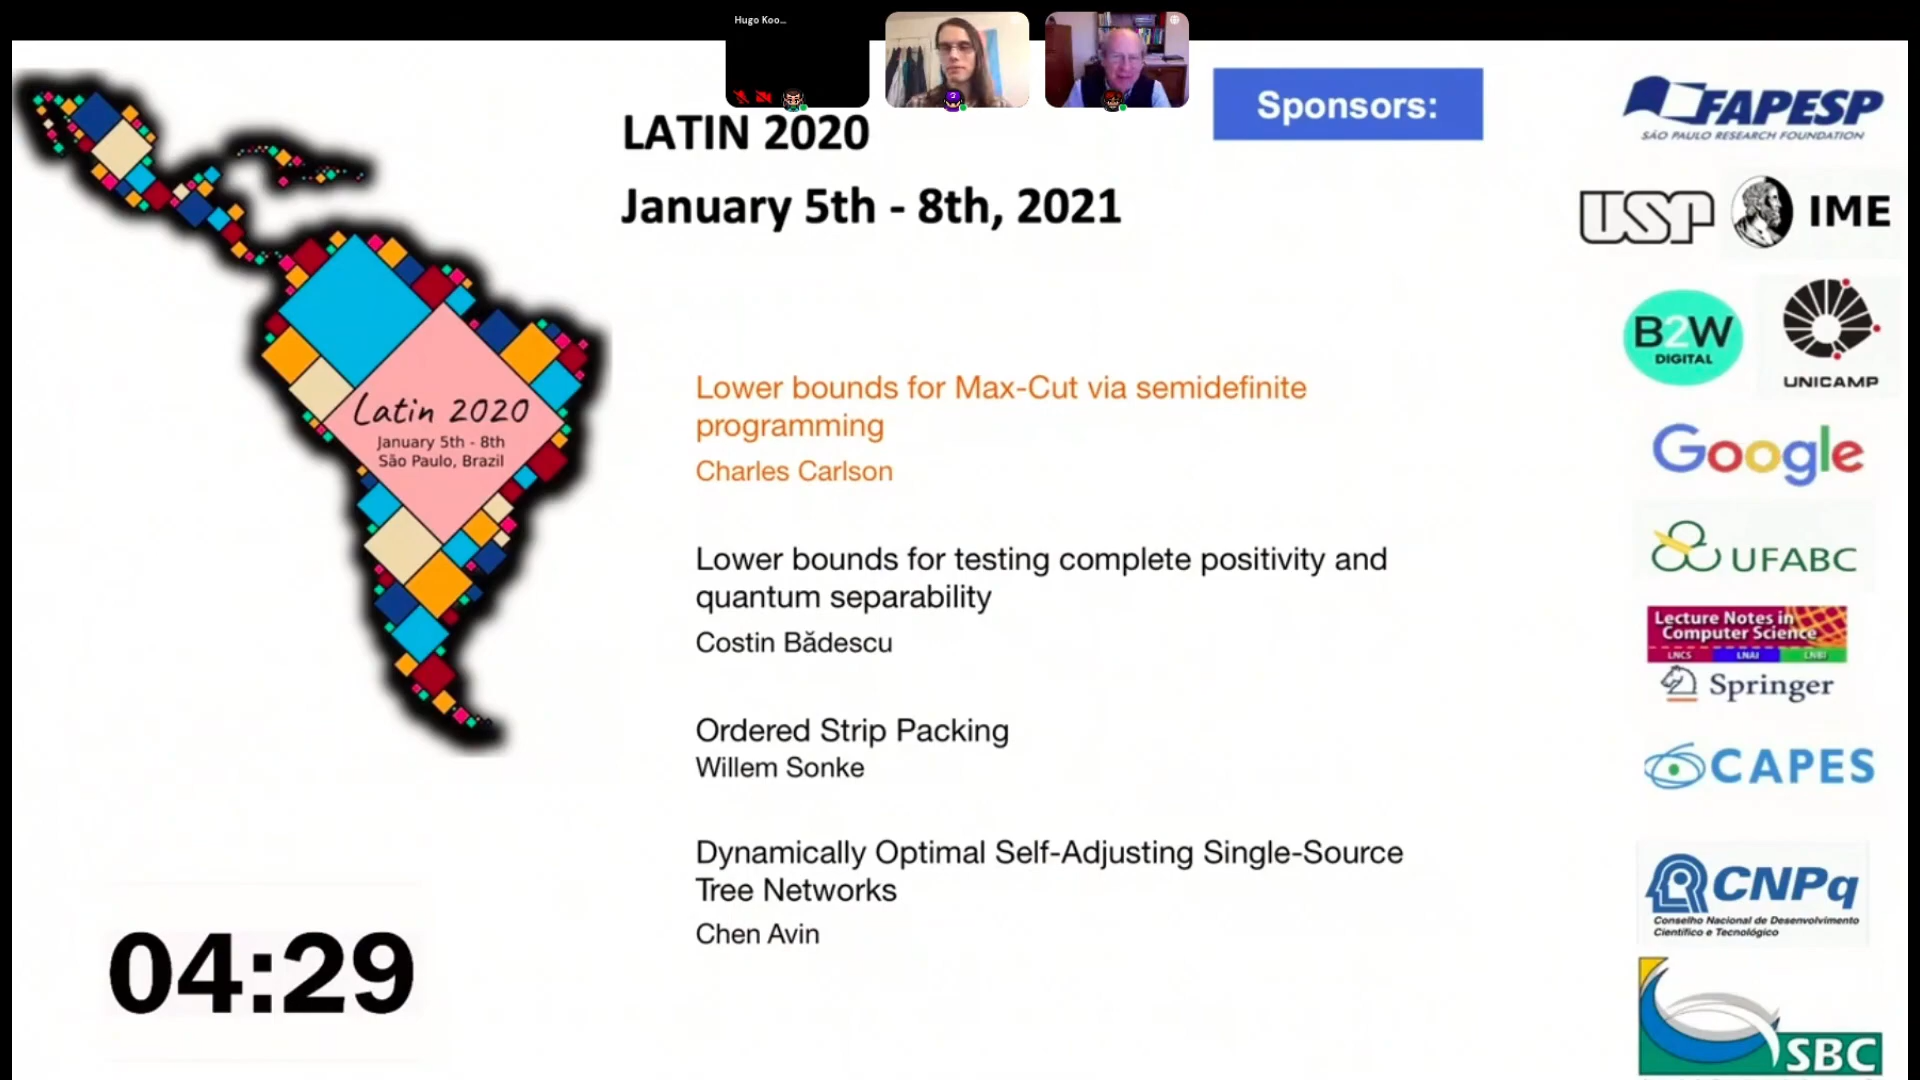 Hugo Koo...
LATIN 2020
January 5th - 8th, 2021
Sponsors:
FAPESP
SÃO PAULO RESEARCH FOUNDATION
USP
IME
B2W
DIGITAL
UNICAMP
Latin 2020
January 5th - 8th
São Paulo, Brazil
Lower bounds for Max-Cut via semidefinite
programming
Charles Carlson
Google
Lower bounds for testing complete positivity and
quantum separability
Costin Bădescu
UFABC
Lecture Notes in
Computer Science
LNCS LNAI LNBI
Springer
Ordered Strip Packing
Willem Sonke
CAPES
Dynamically Optimal Self-Adjusting Single-Source
Tree Networks
Chen Avin
CNPq
Conselho Nacional de Desenvolvimento
Científico e Tecnológico
04:29
SBC